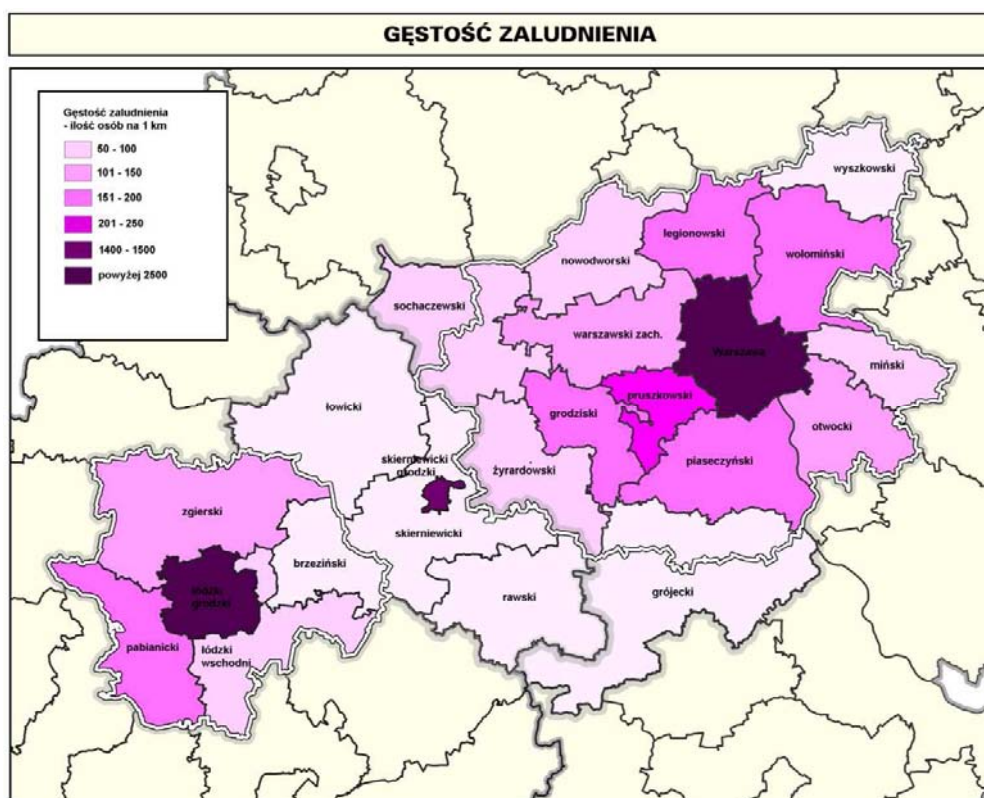 GĘSTOŚĆ ZALUDNIENIA
Gęstość zaludnienia
- ilość osób na 1 km
50 - 100
101 - 150
151 - 200
201 - 250
1400 - 1500
powyżej 2500
wyszkowski
legionowski
wołomiński
nowodworski
sochaczewski
warszawski zach.
Warszawa
miński
łowicki
grodziski
pruszkowski
otwocki
skierniewicki
grodzki
żyrardowski
piaseczyński
zgierski
skierniewicki
brzeziński
rawski
grójecki
łódzki
grodzki
pabianicki
łódzki
wschodni